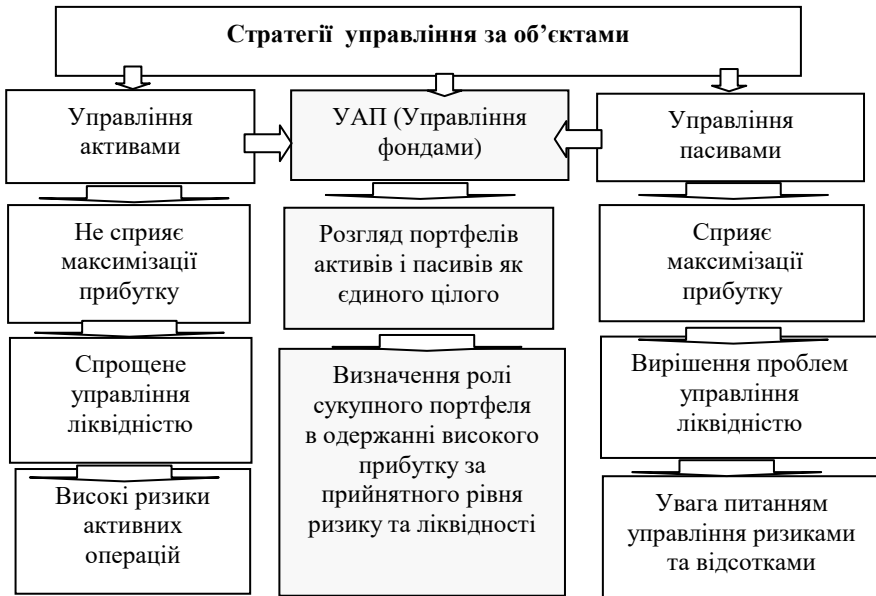 Стратегії управління за об’єктами
Управління
активами
УАП (Управління
фондами)
Управління
пасивами
Не сприяє
максимізації
прибутку
Розгляд портфелів
активів і пасивів як
єдиного цілого
Сприяє
максимізації
прибутку
Спрощене
управління
ліквідністю
Визначення ролі
сукупного портфеля
в одержанні високого
прибутку за
прийнятного рівня
ризику та ліквідності
Вирішення проблем
управління
ліквідністю
Високі ризики
активних
операцій
Увага питанням
управління ризиками
та відсотками